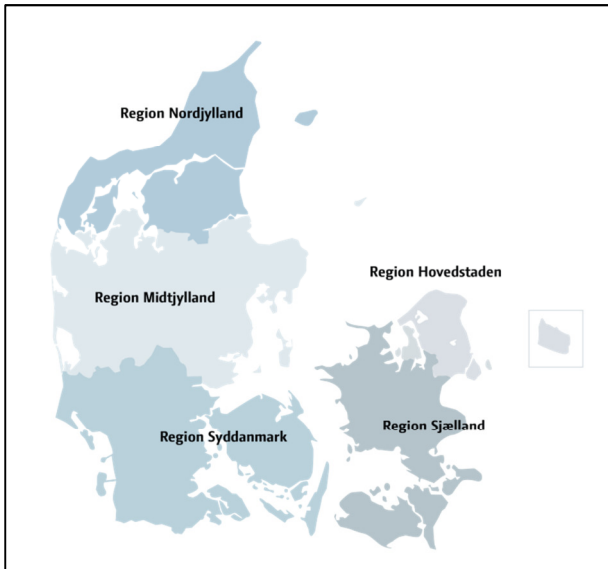 Region Nordjylland
Region Hovedstaden
Region Midtjylland
Region Sjælland
Region Syddanmark